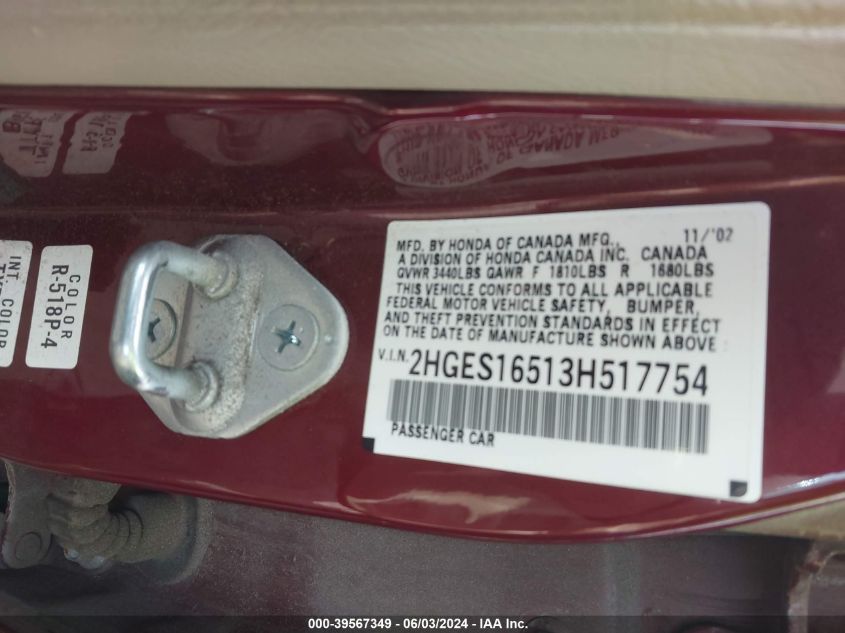 MFD. BY HONDA OF CANADA MFG., 11/'02
A DIVISION OF HONDA CANADA INC. CANADA
GVWR 3440LBS GAWR F 1810LBS R 1680LBS
THIS VEHICLE CONFORMS TO ALL APPLICABLE
FEDERAL MOTOR VEHICLE SAFETY, BUMPER,
AND THEFT PREVENTION STANDARDS IN EFFECT
ON THE DATE OF MANUFACTURE SHOWN ABOVE
V.I.N. 2HGES16513H517754
PASSENGER CAR
COLOR
R-518P-4
INT COLOR
000-39567349 - 06/03/2024 - IAA Inc.